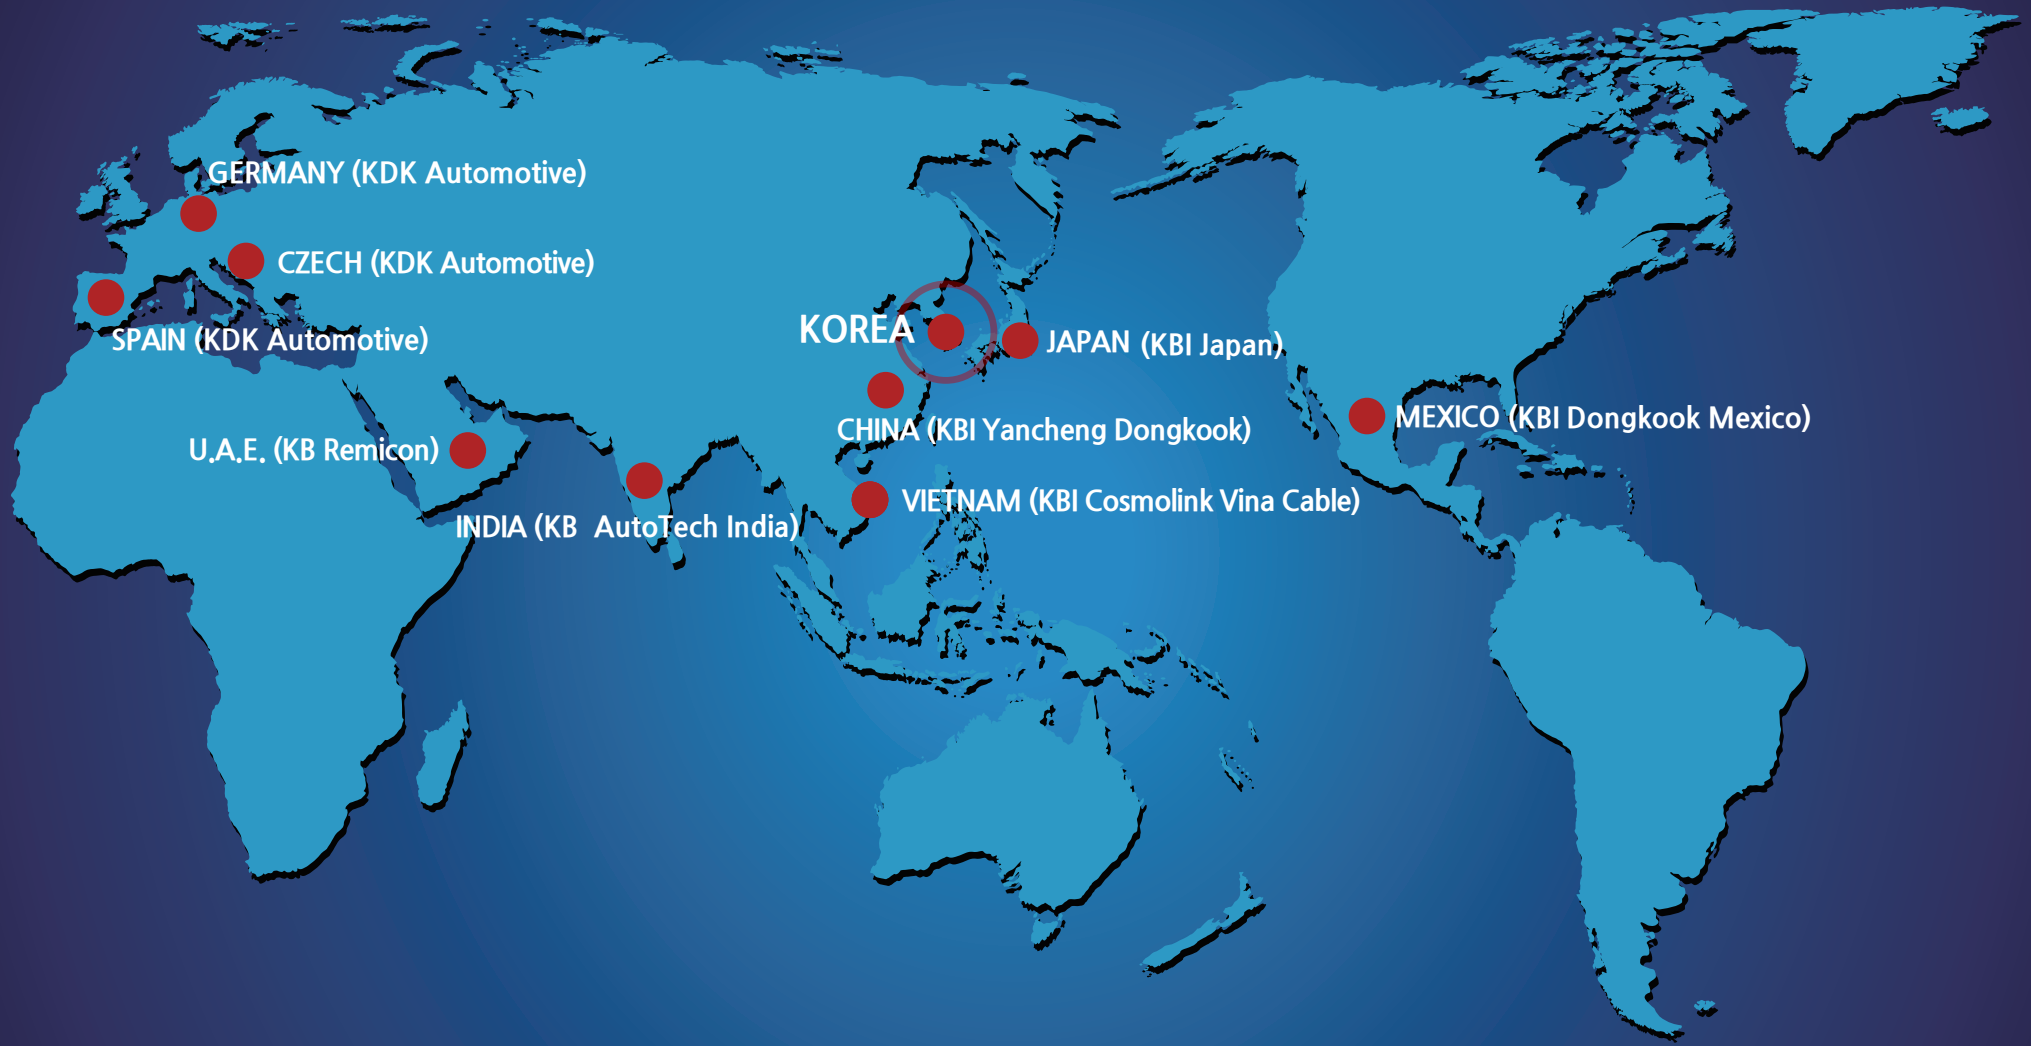 GERMANY (KDK Automotive)
CZECH (KDK Automotive)
SPAIN (KDK Automotive)
KOREA
JAPAN (KBI Japan)
CHINA (KBI Yancheng Dongkook)
MEXICO (KBI Dongkook Mexico)
U.A.E. (KB Remicon)
VIETNAM (KBI Cosmolink Vina Cable)
INDIA (KB  AutoTech India)